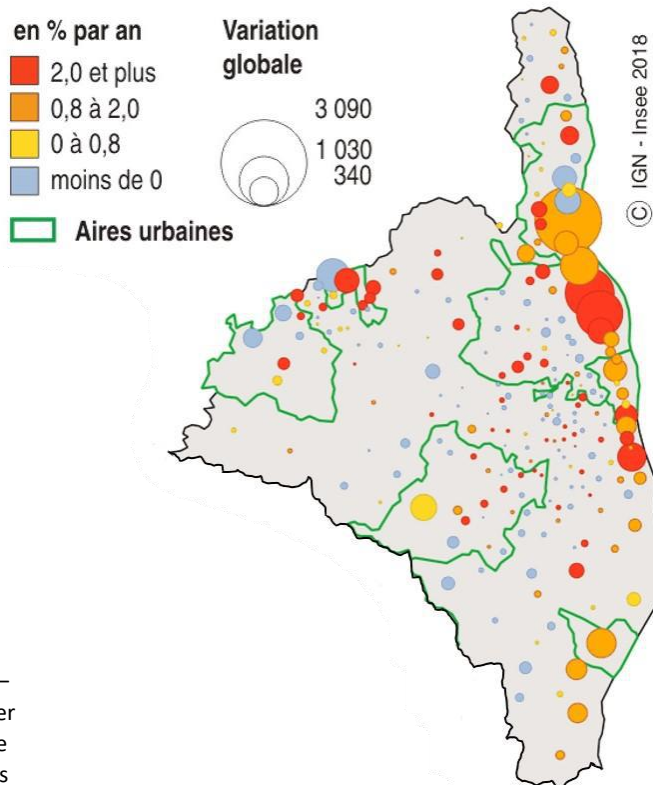 en % par an
2,0 et plus
0,8 à 2,0
0 à 0,8
moins de 0
Aires urbaines
Variation
globale
3 090
1 030
340
© IGN - Insee 2018
er
e
s